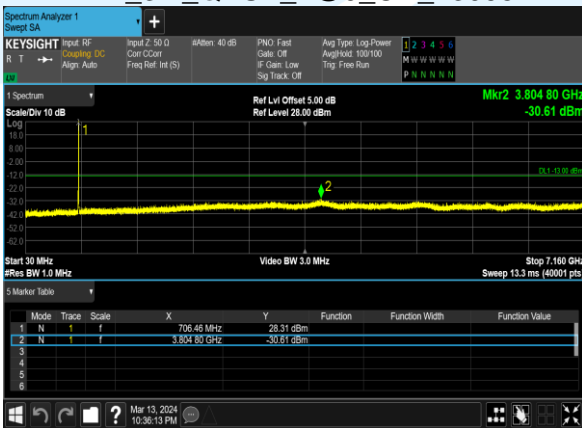 Spectrum Analyzer 1
Swept SA
KEYSIGHT
R T
LW
Input: RF
Coupling: DC
Align: Auto
Input Z: 50 Ω
Corr CCorr
Freq Ref: Int (S)
#Atten: 40 dB
PNO: Fast
Gate: Off
IF Gain: Low
Sig Track: Off
Avg Type: Log-Power
Avg|Hold: 100/100
Trig: Free Run
1 2 3 4 5 6
M W W W W W
P N N N N N
1 Spectrum
Scale/Div 10 dB
Ref Lvl Offset 5.00 dB
Ref Level 28.00 dBm
Mkr2 3.804 80 GHz
-30.61 dBm
Log
18.0
8.00
-2.00
-12.0
-22.0
-32.0
-42.0
-52.0
-62.0
1
2
DL1 -13.00 dBm
Start 30 MHz
#Res BW 1.0 MHz
Video BW 3.0 MHz
Stop 7.160 GHz
Sweep 13.3 ms (40001 pts)
5 Marker Table
Mode Trace Scale X Y Function Function Width Function Value
1 N 1 f 706.46 MHz 28.31 dBm
2 N 1 f 3.804 80 GHz -30.61 dBm
3
4
5
6
?
Mar 13, 2024
10:36:13 PM